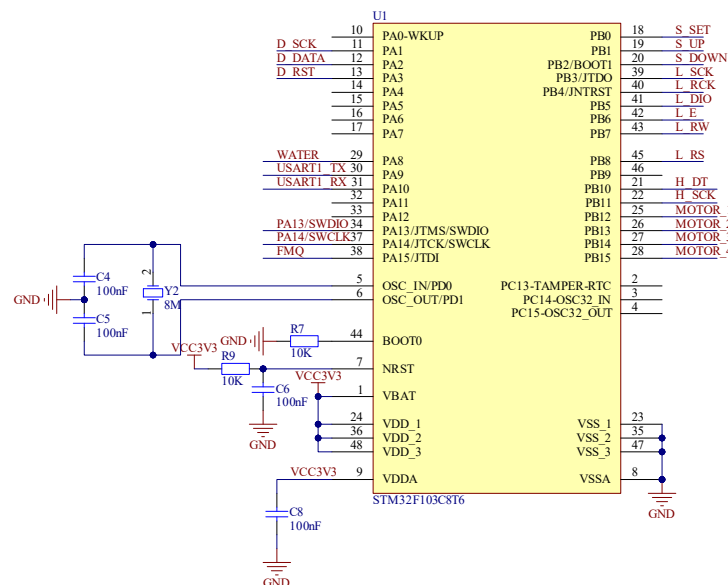 U1
10 PA0-WKUP PB0 18 S_SET
D_SCK 11 PA1 PB1 19 S_UP
D_DATA 12 PA2 PB2/BOOT1 20 S_DOWN
D_RST 13 PA3 PB3/JTDO 39 L_SCK
14 PA4 PB4/JNTRST 40 L_RCK
15 PA5 PB5 41 L_DIO
16 PA6 PB6 42 L_E
17 PA7 PB7 43 L_RW
WATER 29 PA8 PB8 45 L_RS
USART1_TX 30 PA9 PB9 46
USART1_RX 31 PA10 PB10 21 H_DT
32 PA11 PB11 22 H_SCK
33 PA12 PB12 25 MOTOR_
PA13/SWDIO 34 PA13/JTMS/SWDIO PB13 26 MOTOR_
PA14/SWCLK 37 PA14/JTCK/SWCLK PB14 27 MOTOR_
FMQ 38 PA15/JTDI PB15 28 MOTOR_
C4 100nF
2 Y2 8M 1
GND
C5 100nF
5 OSC_IN/PD0 PC13-TAMPER-RTC 2
6 OSC_OUT/PD1 PC14-OSC32_IN 3
PC15-OSC32_OUT 4
GND R7 10K 44 BOOT0
VCC3V3 R9 10K 7 NRST
C6 100nF
GND
VCC3V3 1 VBAT
24 VDD_1 VSS_1 23
36 VDD_2 VSS_2 35
48 VDD_3 VSS_3 47
VCC3V3 9 VDDA VSSA 8
STM32F103C8T6
GND
C8 100nF
GND